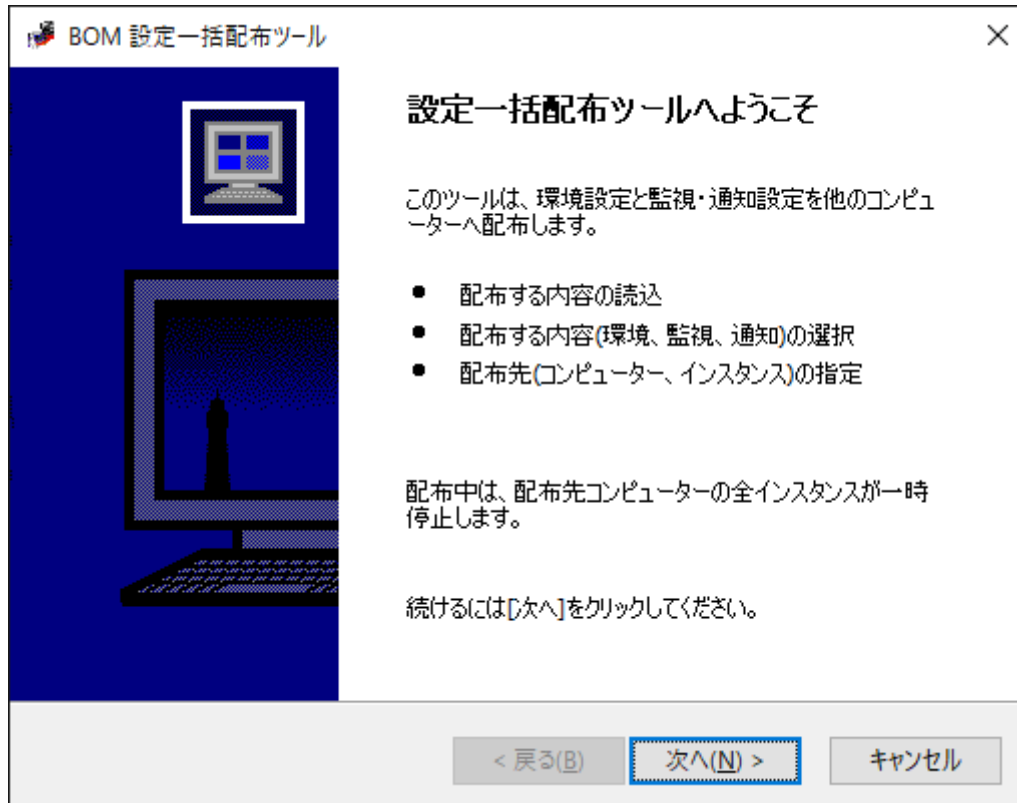 BOM 設定一括配布ツール
設定一括配布ツールへようこそ
このツールは、環境設定と監視・通知設定を他のコンピュ
ーターへ配布します。
● 配布する内容の読込
● 配布する内容(環境、監視、通知)の選択
● 配布先(コンピューター、インスタンス)の指定
配布中は、配布先コンピューターの全インスタンスが一時
停止します。
続けるには[次へ]をクリックしてください。
< 戻る(B) 次へ(N) > キャンセル